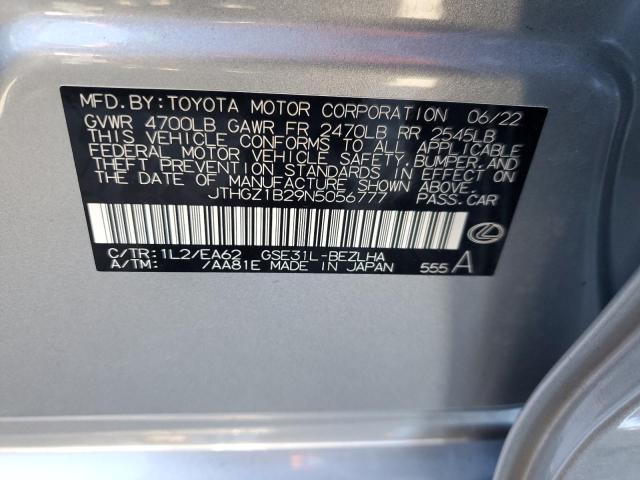 MFD.BY:TOYOTA MOTOR CORPORATION 06/22
GVWR 4700LB GAWR FR 2470LB RR 2545LB
THIS VEHICLE CONFORMS TO ALL APPLICABLE
FEDERAL MOTOR VEHICLE SAFETY,BUMPER,AND
THEFT PREVENTION STANDARDS IN EFFECT ON
THE DATE OF MANUFACTURE SHOWN ABOVE.
JTHGZ1B29N5056777 PASS.CAR
C/TR:1L2/EA62 GSE31L-BEZLHA
A/TM: /AA81E MADE IN JAPAN 555 A